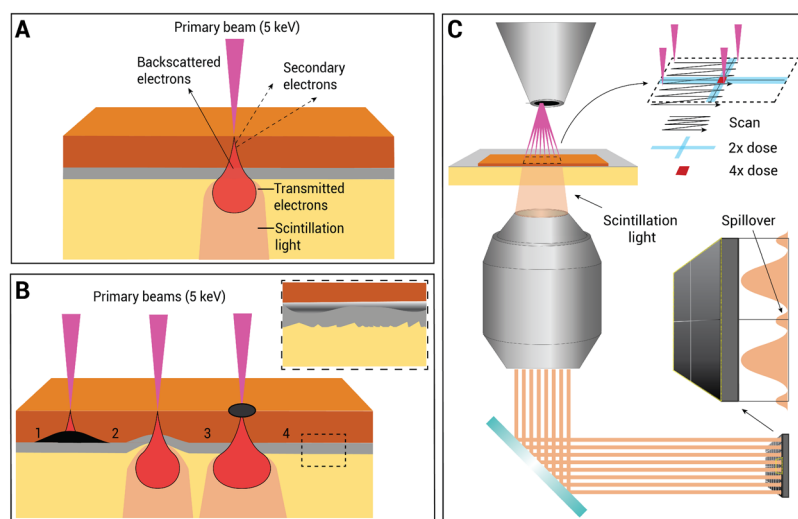 A
Primary beam (5 keV)
Backscattered
electrons
Secondary
electrons
Transmitted
electrons
Scintillation
light
B
Primary beams (5 keV)
1
2
3
4
C
Scan
2x dose
4x dose
Scintillation
light
Spillover